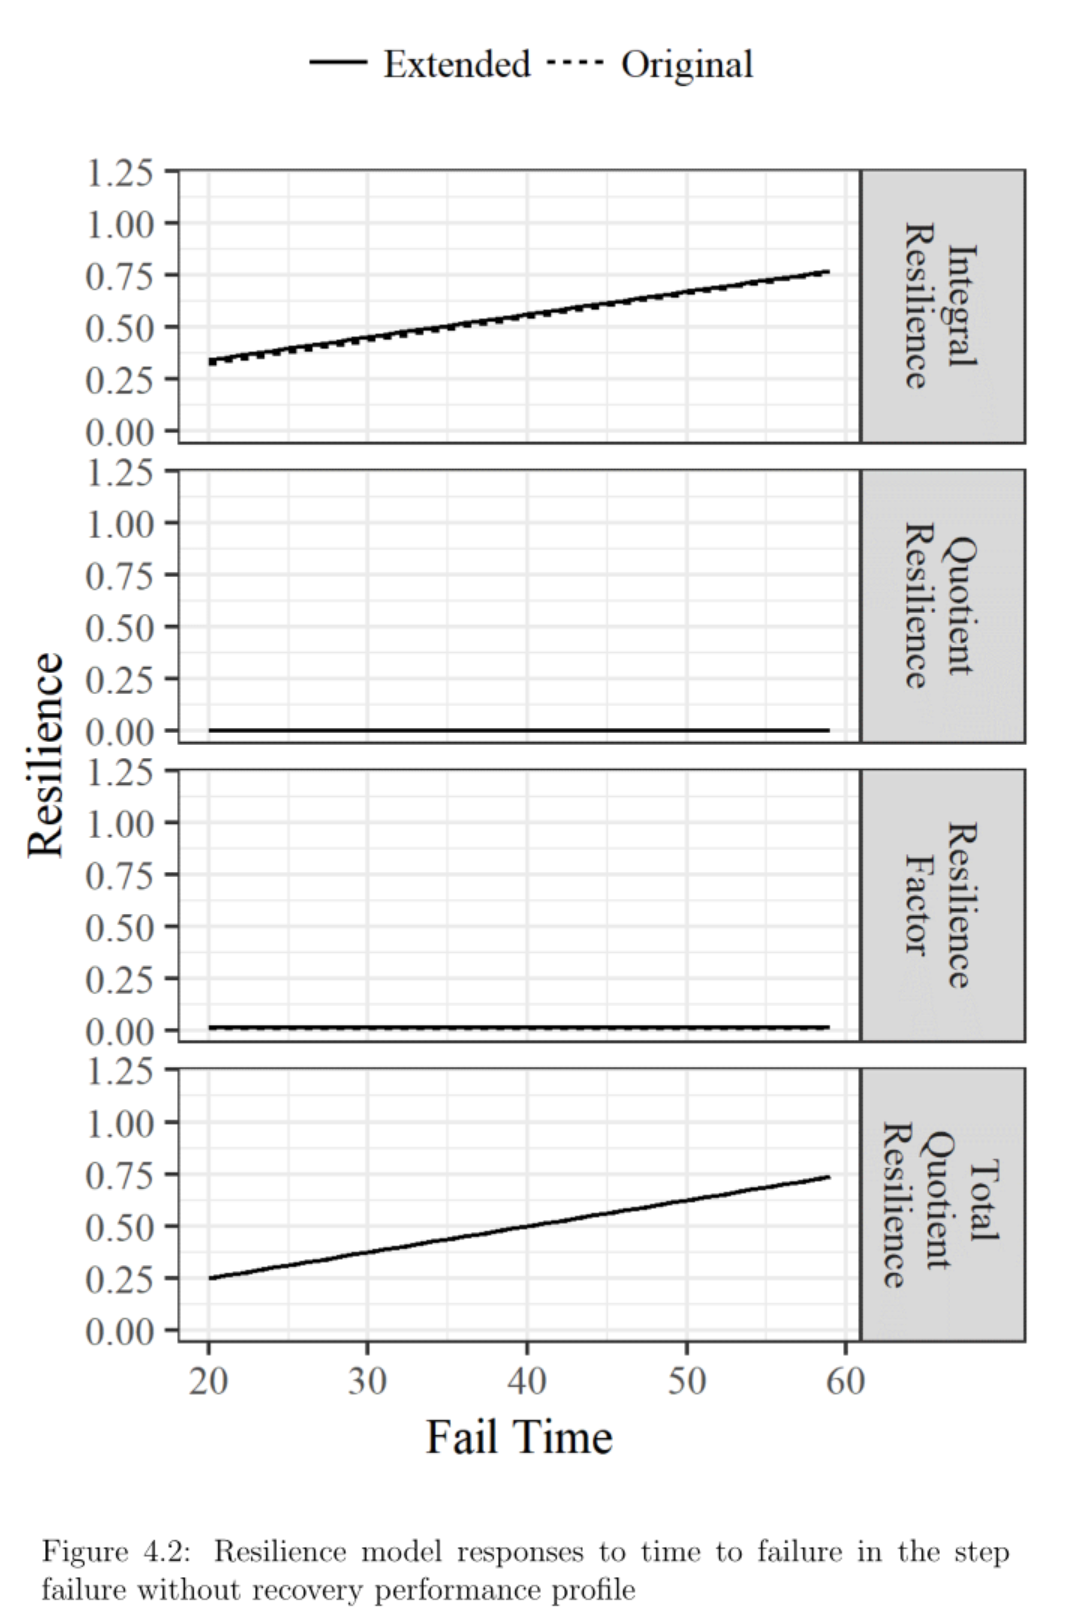 Extended Original
1.25
1.00
0.75
0.50
0.25
0.00
Integral
Resilience
1.25
1.00
0.75
0.50
0.25
0.00
Quotient
Resilience
Resilience
1.25
1.00
0.75
0.50
0.25
0.00
Resilience
Factor
1.25
1.00
0.75
0.50
0.25
0.00
Total
Quotient
Resilience
20 30 40 50 60
Fail Time
Figure 4.2: Resilience model responses to time to failure in the step
failure without recovery performance profile